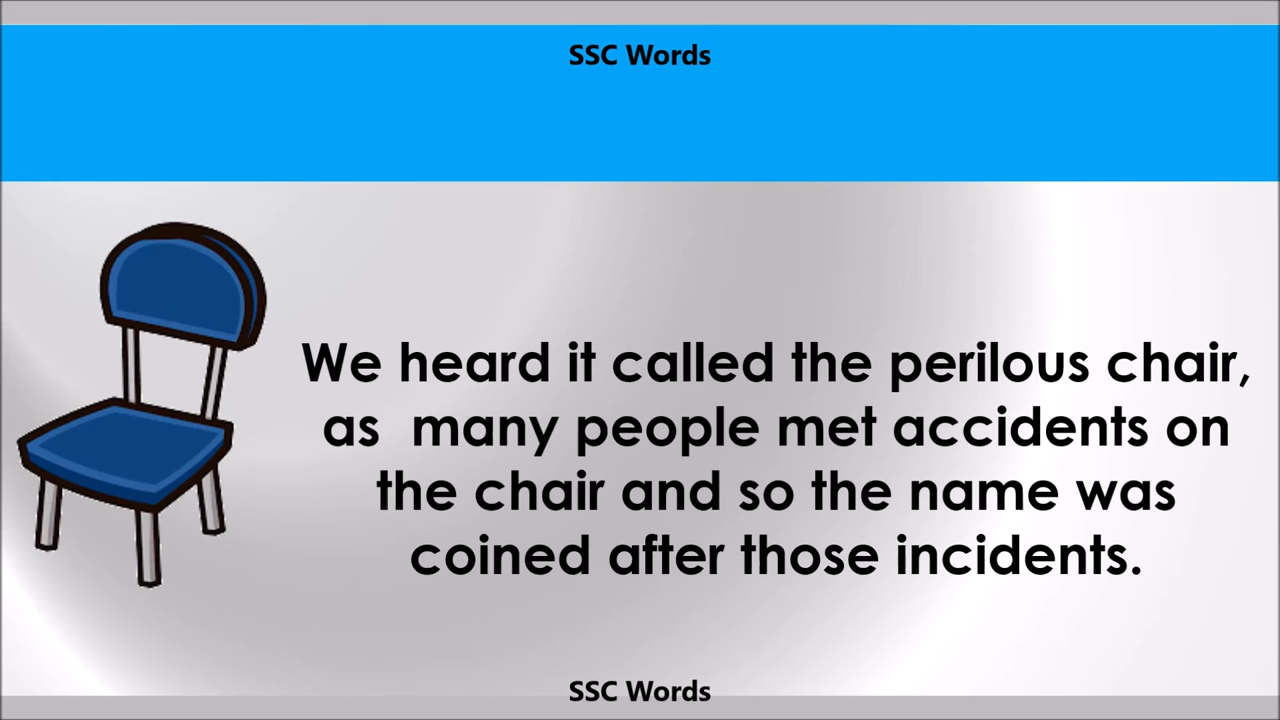 SSC Words
We heard it called the perilous chair,
as  many people met accidents on
the chair and so the name was
coined after those incidents.
SSC Words